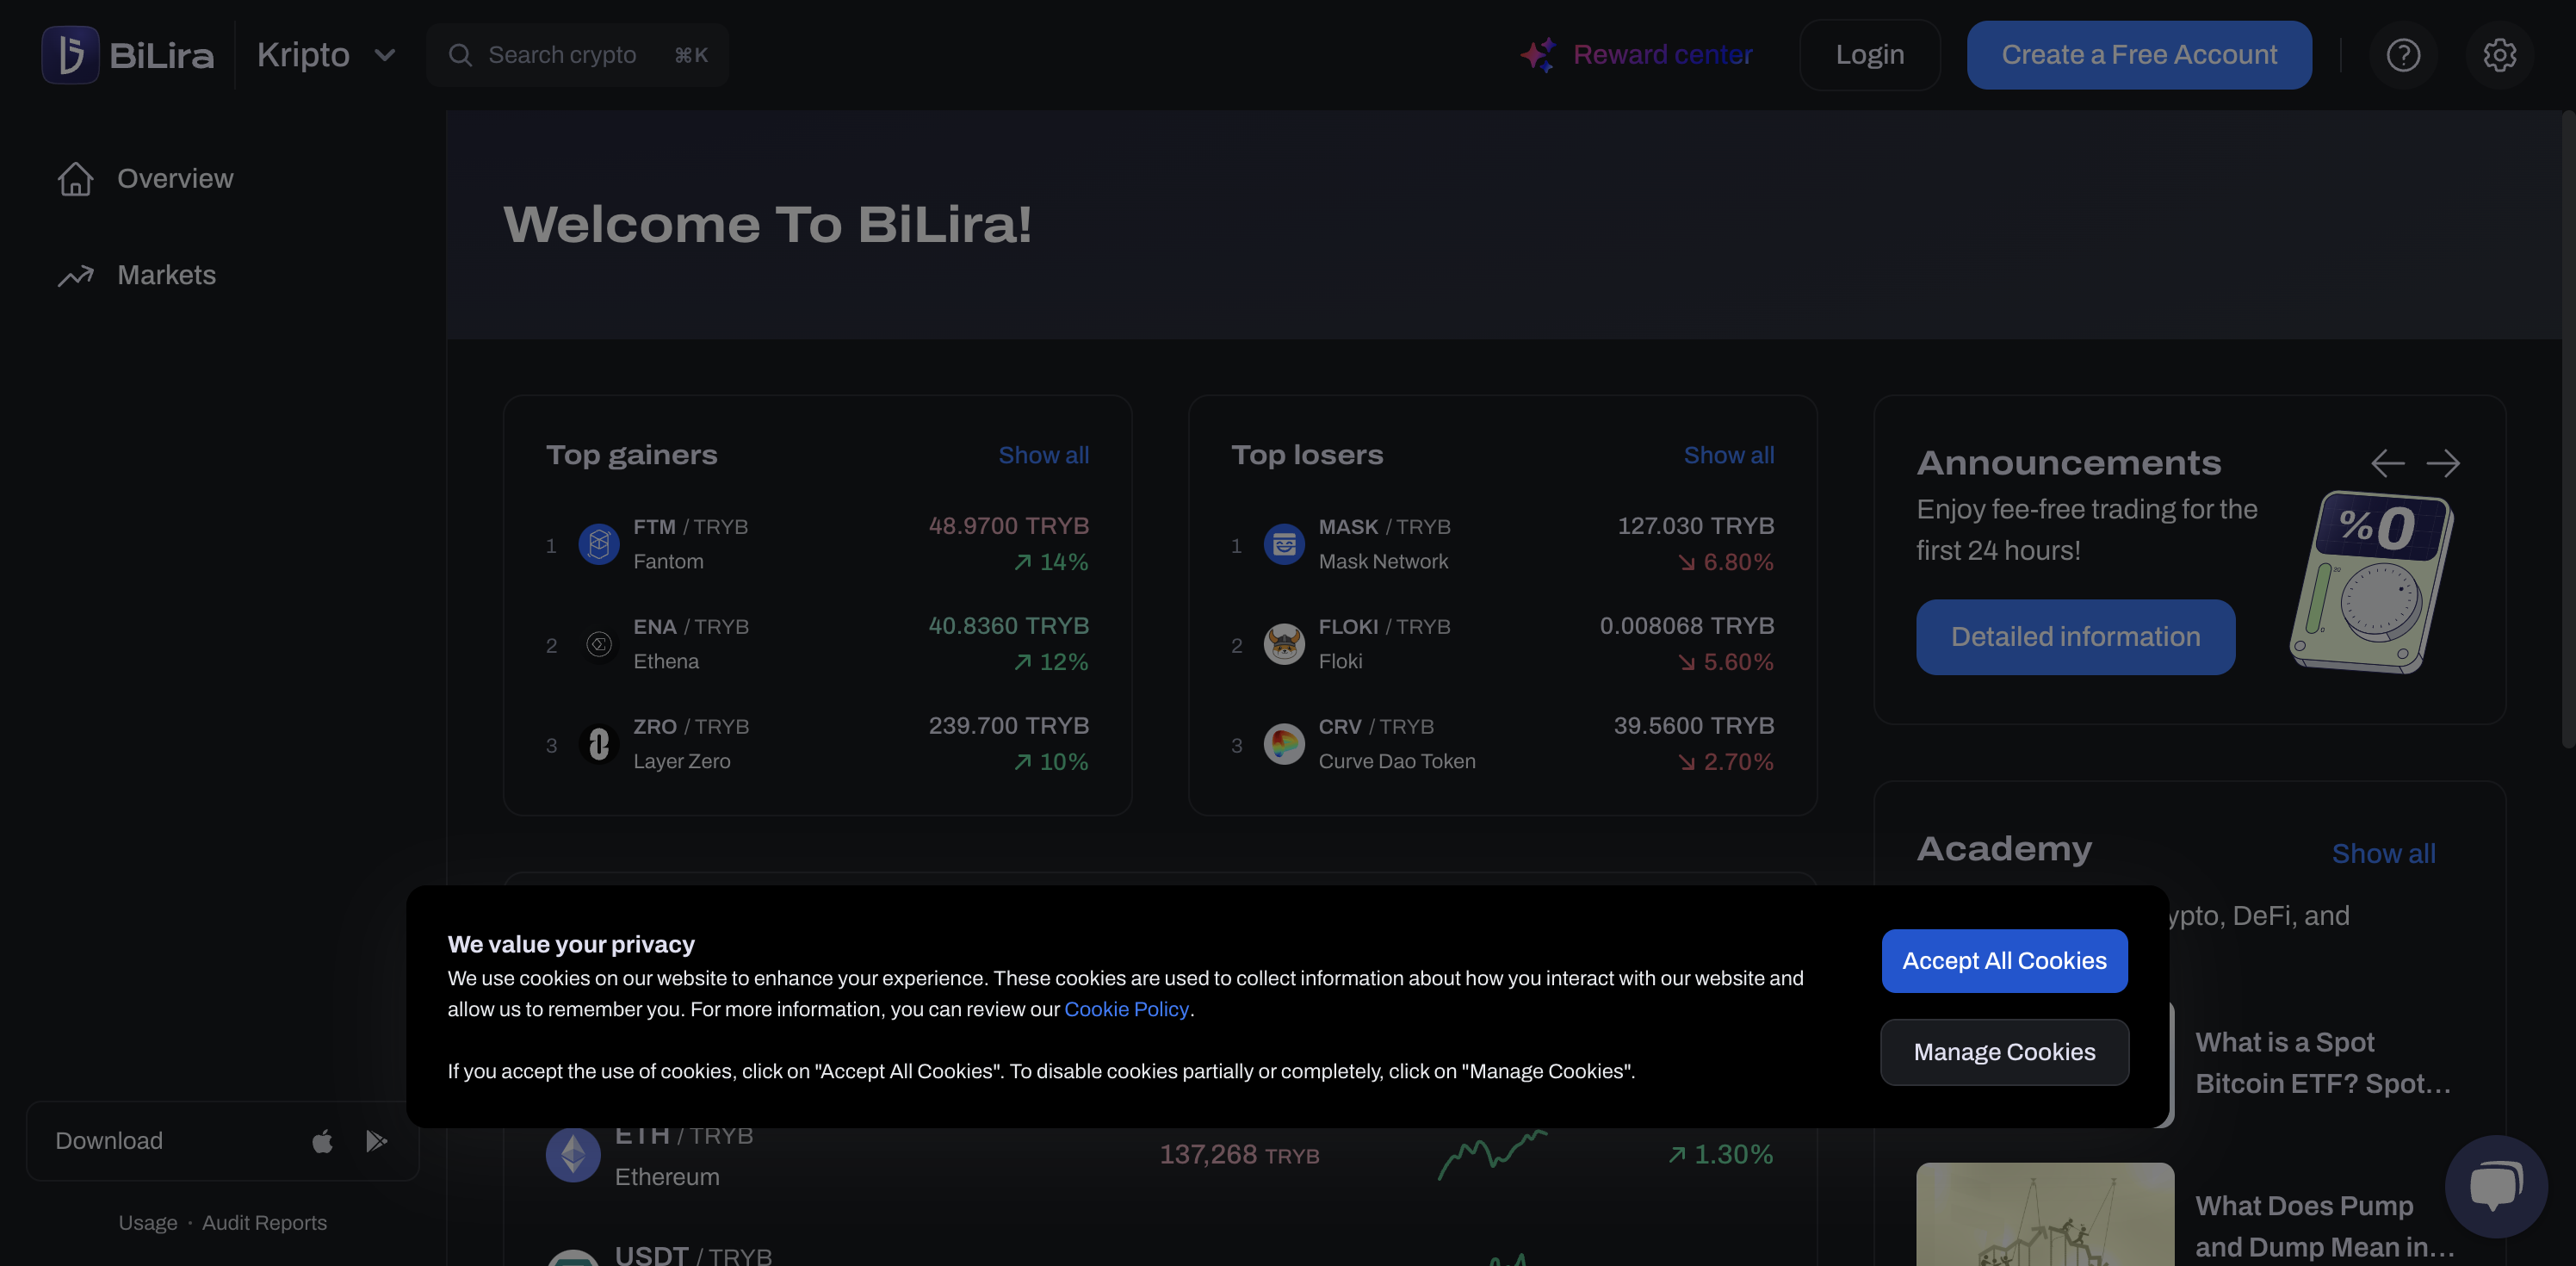 BiLira
Kripto
Search crypto
⌘K
Reward center
Login
Create a Free Account
Overview
Markets
Welcome To BiLira!
Top gainers
Show all
1
FTM / TRYB
Fantom
48.9700 TRYB
14%
2
ENA / TRYB
Ethena
40.8360 TRYB
12%
3
ZRO / TRYB
Layer Zero
239.700 TRYB
10%
Top losers
Show all
1
MASK / TRYB
Mask Network
127.030 TRYB
6.80%
2
FLOKI / TRYB
Floki
0.008068 TRYB
5.60%
3
CRV / TRYB
Curve Dao Token
39.5600 TRYB
2.70%
Announcements
Enjoy fee-free trading for the
first 24 hours!
Detailed information
%0
Academy
Show all
DeFi, and
We value your privacy
We use cookies on our website to enhance your experience. These cookies are used to collect information about how you interact with our website and
allow us to remember you. For more information, you can review our Cookie Policy.
If you accept the use of cookies, click on "Accept All Cookies". To disable cookies partially or completely, click on "Manage Cookies".
Accept All Cookies
Manage Cookies
What is a Spot
Bitcoin ETF? Spot...
ETH / TRYB
Ethereum
137,268 TRYB
1.30%
USDT / TRYB
What Does Pump
and Dump Mean in...
Download
Usage · Audit Reports